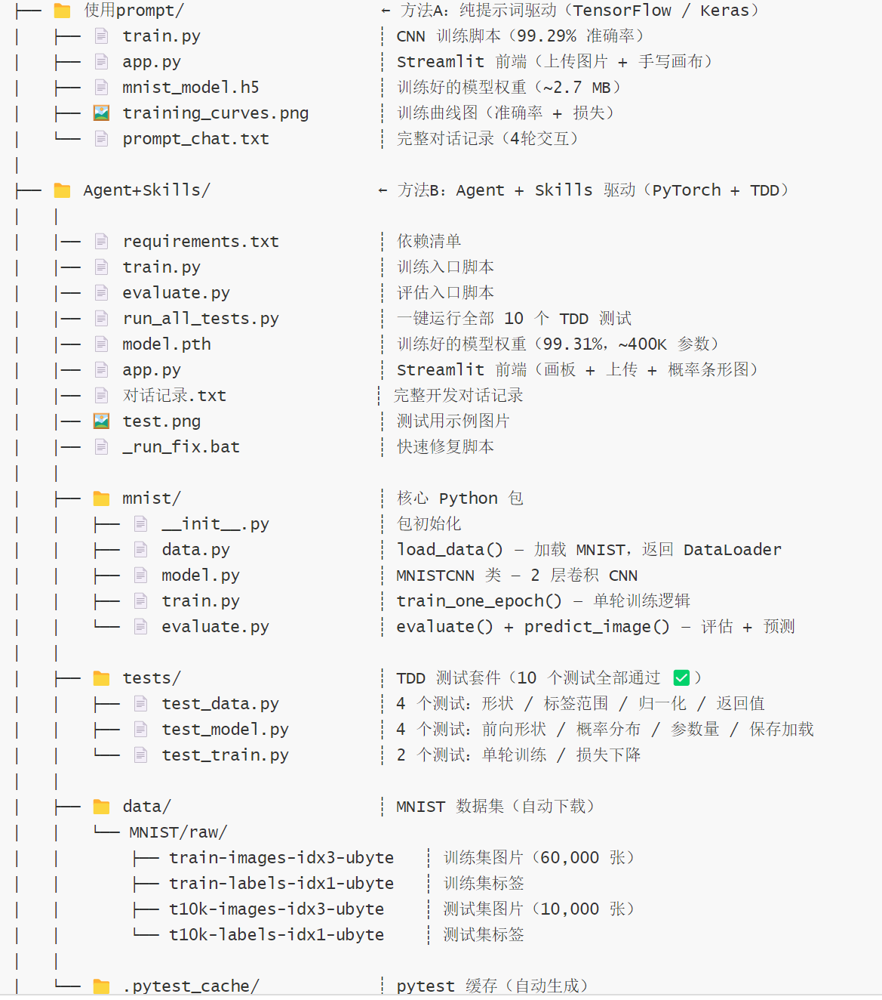 ├── 📁 使用prompt/ ← 方法A：纯提示词驱动（TensorFlow / Keras）
│ ├── 📄 train.py ┆ CNN 训练脚本（99.29% 准确率）
│ ├── 📄 app.py ┆ Streamlit 前端（上传图片 + 手写画布）
│ ├── 📄 mnist_model.h5 ┆ 训练好的模型权重（~2.7 MB）
│ ├── 🖼️ training_curves.png ┆ 训练曲线图（准确率 + 损失）
│ └── 📄 prompt_chat.txt ┆ 完整对话记录（4轮交互）
│
├── 📁 Agent+Skills/ ← 方法B：Agent + Skills 驱动（PyTorch + TDD）
│ │
│ |── 📄 requirements.txt ┆ 依赖清单
│ |── 📄 train.py ┆ 训练入口脚本
│ |── 📄 evaluate.py ┆ 评估入口脚本
│ |── 📄 run_all_tests.py ┆ 一键运行全部 10 个 TDD 测试
│ |── 📄 model.pth ┆ 训练好的模型权重（99.31%，~400K 参数）
│ |── 📄 app.py ┆ Streamlit 前端（画板 + 上传 + 概率条形图）
│ |── 📄 对话记录.txt ┆ 完整开发对话记录
│ |── 🖼️ test.png ┆ 测试用示例图片
│ |── 📄 _run_fix.bat ┆ 快速修复脚本
│ │
│ ├── 📁 mnist/ ┆ 核心 Python 包
│ │ ├── 📄 __init__.py ┆ 包初始化
│ │ ├── 📄 data.py ┆ load_data() — 加载 MNIST，返回 DataLoader
│ │ ├── 📄 model.py ┆ MNISTCNN 类 — 2 层卷积 CNN
│ │ ├── 📄 train.py ┆ train_one_epoch() — 单轮训练逻辑
│ │ └── 📄 evaluate.py ┆ evaluate() + predict_image() — 评估 + 预测
│ │
│ ├── 📁 tests/ ┆ TDD 测试套件（10 个测试全部通过 ✅）
│ │ ├── 📄 test_data.py ┆ 4 个测试：形状 / 标签范围 / 归一化 / 返回值
│ │ ├── 📄 test_model.py ┆ 4 个测试：前向形状 / 概率分布 / 参数量 / 保存加载
│ │ └── 📄 test_train.py ┆ 2 个测试：单轮训练 / 损失下降
│ │
│ ├── 📁 data/ ┆ MNIST 数据集（自动下载）
│ │ └── MNIST/raw/
│ │ ├── train-images-idx3-ubyte ┆ 训练集图片（60,000 张）
│ │ ├── train-labels-idx1-ubyte ┆ 训练集标签
│ │ ├── t10k-images-idx3-ubyte ┆ 测试集图片（10,000 张）
│ │ └── t10k-labels-idx1-ubyte ┆ 测试集标签
│ │
│ └── 📁 .pytest_cache/ ┆ pytest 缓存（自动生成）